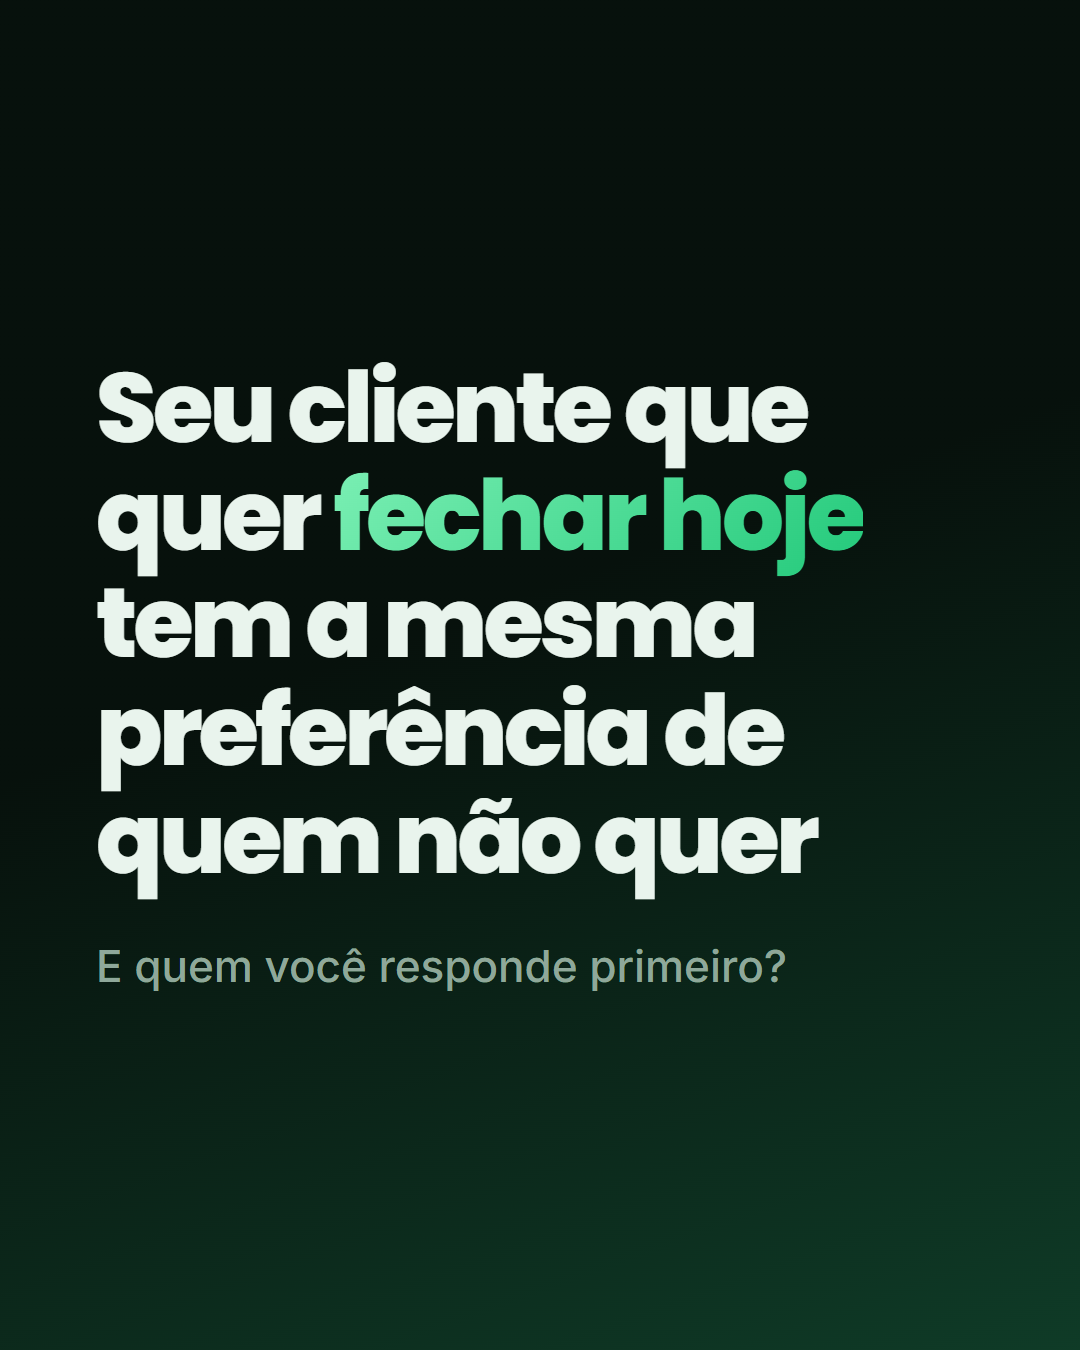 Seu cliente que
quer fechar hoje
tem a mesma
preferência de
quem não quer
E quem você responde primeiro?